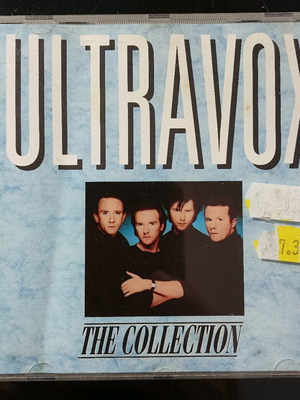 ULTRAVOX
THE COLLECTION
7.3